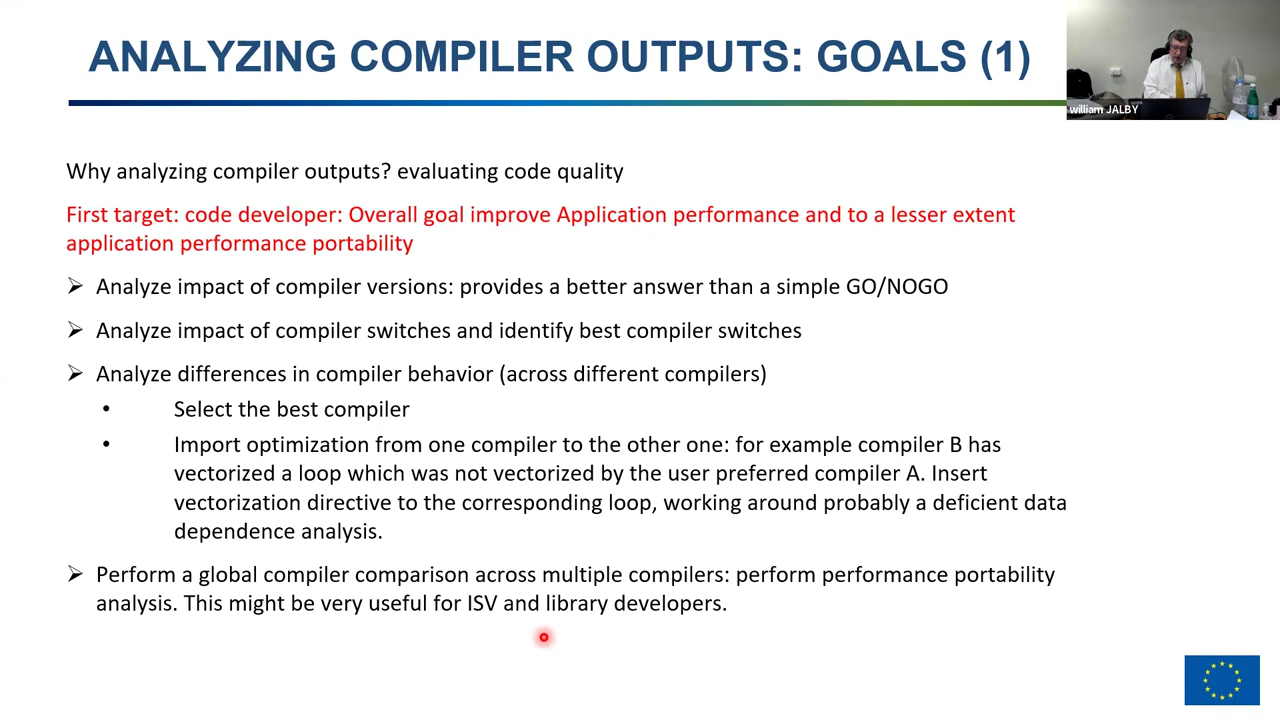 ANALYZING COMPILER OUTPUTS: GOALS (1)
william JALBY
Why analyzing compiler outputs? evaluating code quality
First target: code developer: Overall goal improve Application performance and to a lesser extent
application performance portability
➢ Analyze impact of compiler versions: provides a better answer than a simple GO/NOGO
➢ Analyze impact of compiler switches and identify best compiler switches
➢ Analyze differences in compiler behavior (across different compilers)
• Select the best compiler
• Import optimization from one compiler to the other one: for example compiler B has
vectorized a loop which was not vectorized by the user preferred compiler A. Insert
vectorization directive to the corresponding loop, working around probably a deficient data
dependence analysis.
➢ Perform a global compiler comparison across multiple compilers: perform performance portability
analysis. This might be very useful for ISV and library developers.